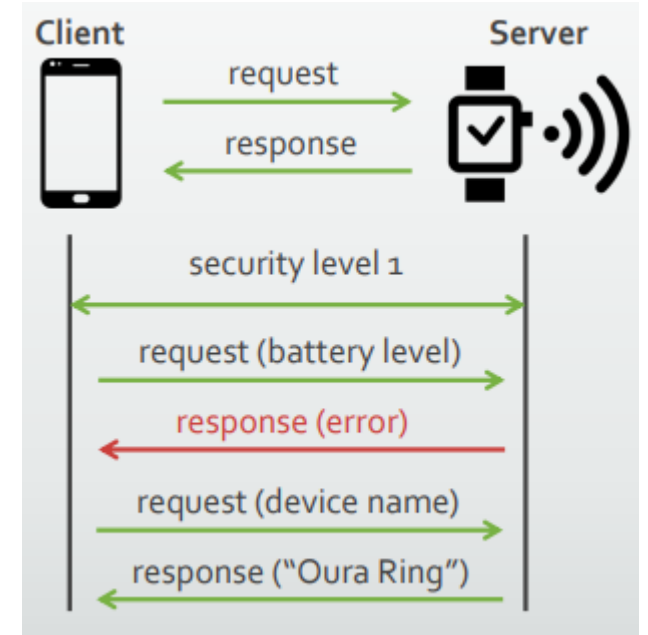 Client
Server
request
response
security level 1
request (battery level)
response (error)
request (device name)
response (“Oura Ring”)